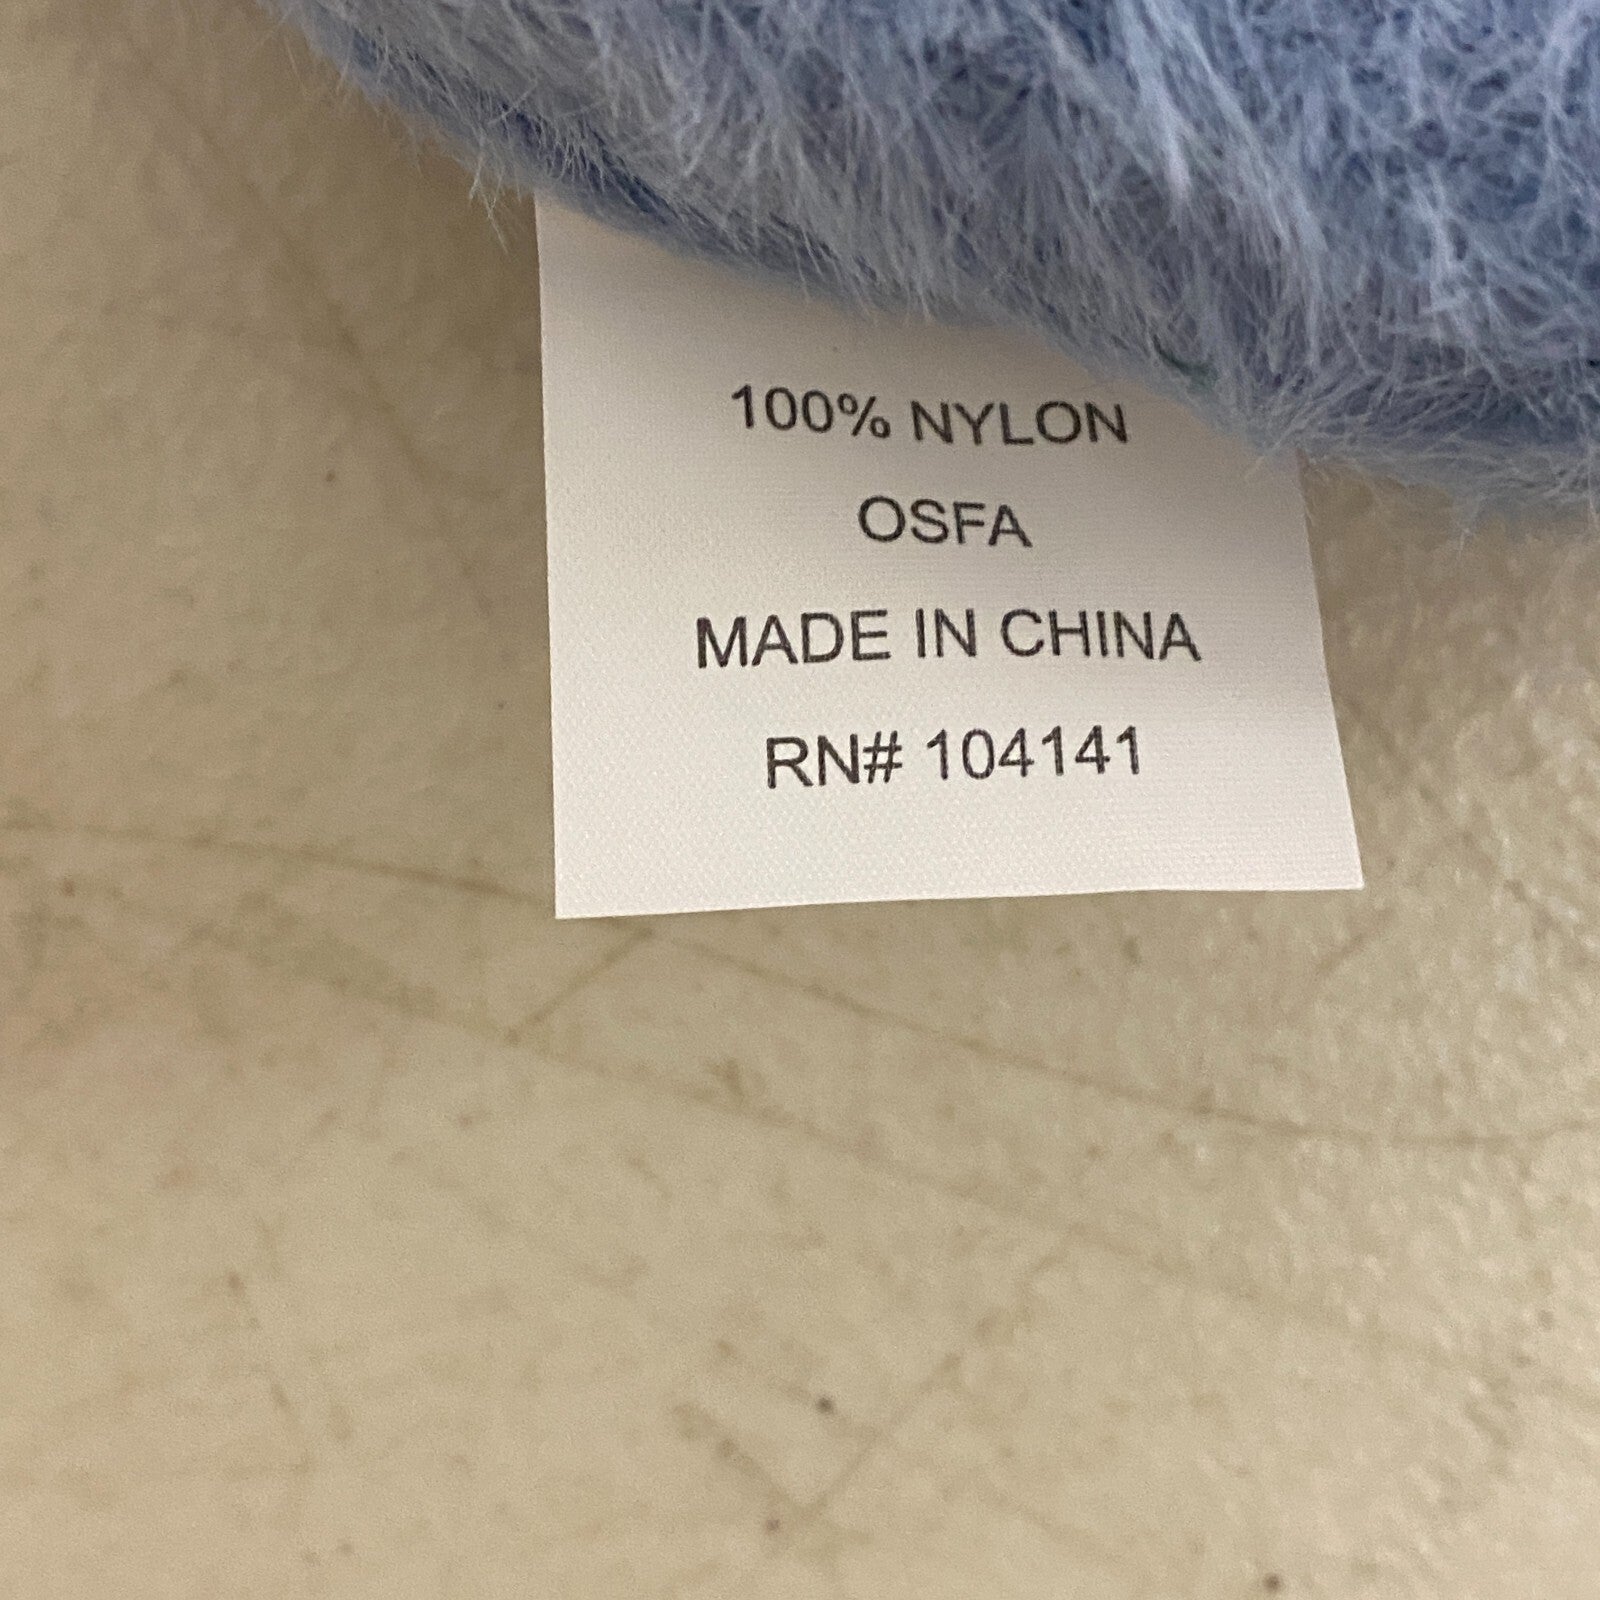 100% NYLON
OSFA
MADE IN CHINA
RN# 104141